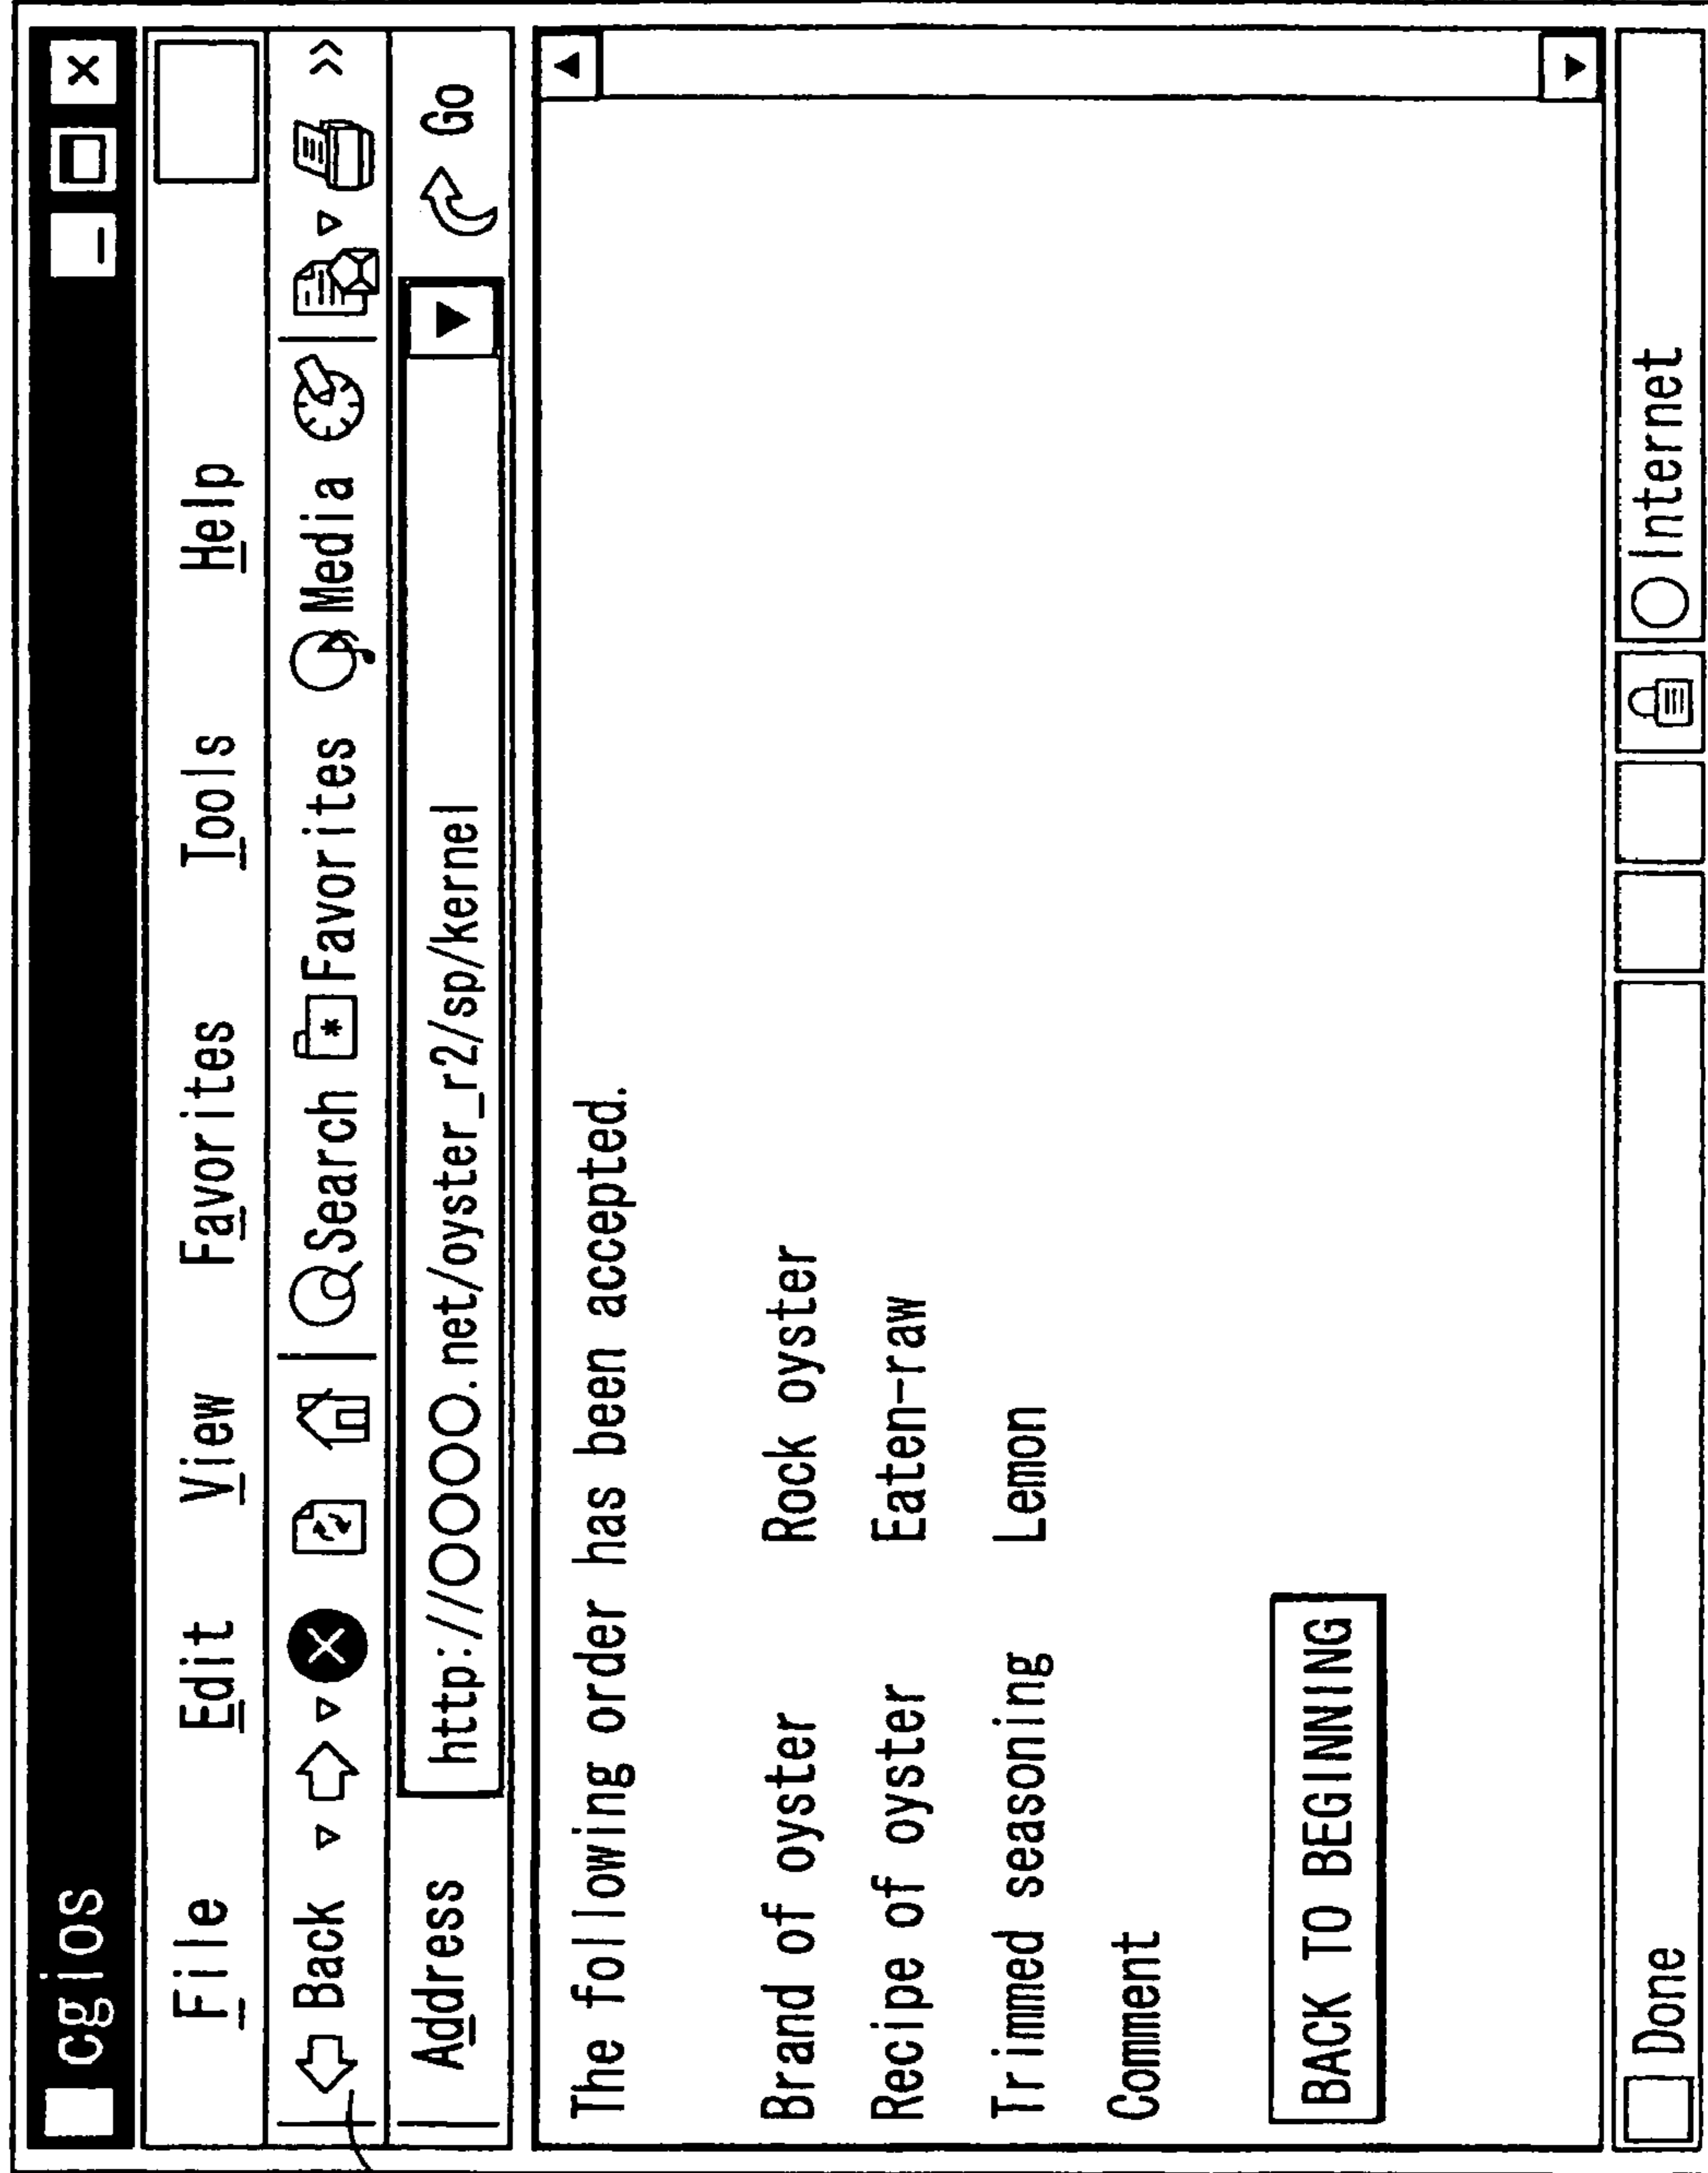 cgios
File Edit View Favorites Tools Help
Back Search Favorites Media »
Address http://○○○○.net/oyster_r2/sp/kernel Go
The following order has been accepted.
Brand of oyster Rock oyster
Recipe of oyster Eaten-raw
Trimmed seasoning Lemon
Comment
BACK TO BEGINNING
Done Internet